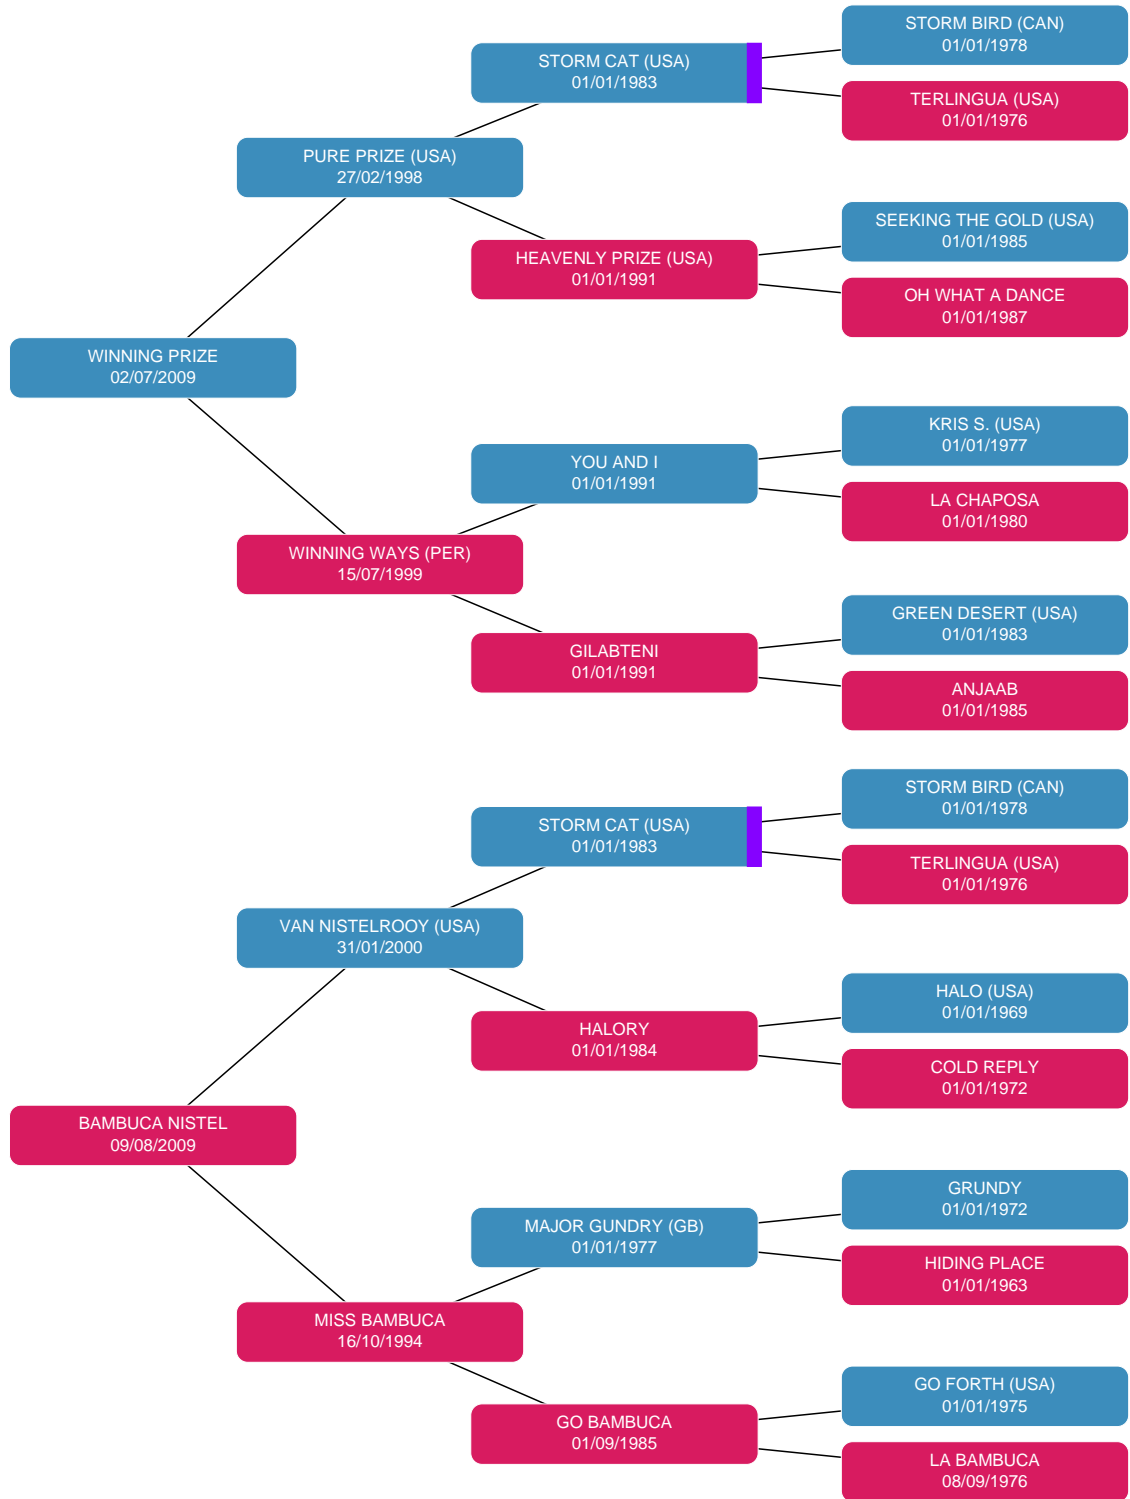 STORM BIRD (CAN)
01/01/1978
STORM CAT (USA)
01/01/1983
TERLINGUA (USA)
01/01/1976
PURE PRIZE (USA)
27/02/1998
SEEKING THE GOLD (USA)
01/01/1985
HEAVENLY PRIZE (USA)
01/01/1991
OH WHAT A DANCE
01/01/1987
WINNING PRIZE
02/07/2009
KRIS S. (USA)
01/01/1977
YOU AND I
01/01/1991
LA CHAPOSA
01/01/1980
WINNING WAYS (PER)
15/07/1999
GREEN DESERT (USA)
01/01/1983
GILABTENI
01/01/1991
ANJAAB
01/01/1985
STORM BIRD (CAN)
01/01/1978
STORM CAT (USA)
01/01/1983
TERLINGUA (USA)
01/01/1976
VAN NISTELROOY (USA)
31/01/2000
HALO (USA)
01/01/1969
HALORY
01/01/1984
COLD REPLY
01/01/1972
BAMBUCA NISTEL
09/08/2009
GRUNDY
01/01/1972
MAJOR GUNDRY (GB)
01/01/1977
HIDING PLACE
01/01/1963
MISS BAMBUCA
16/10/1994
GO FORTH (USA)
01/01/1975
GO BAMBUCA
01/09/1985
LA BAMBUCA
08/09/1976